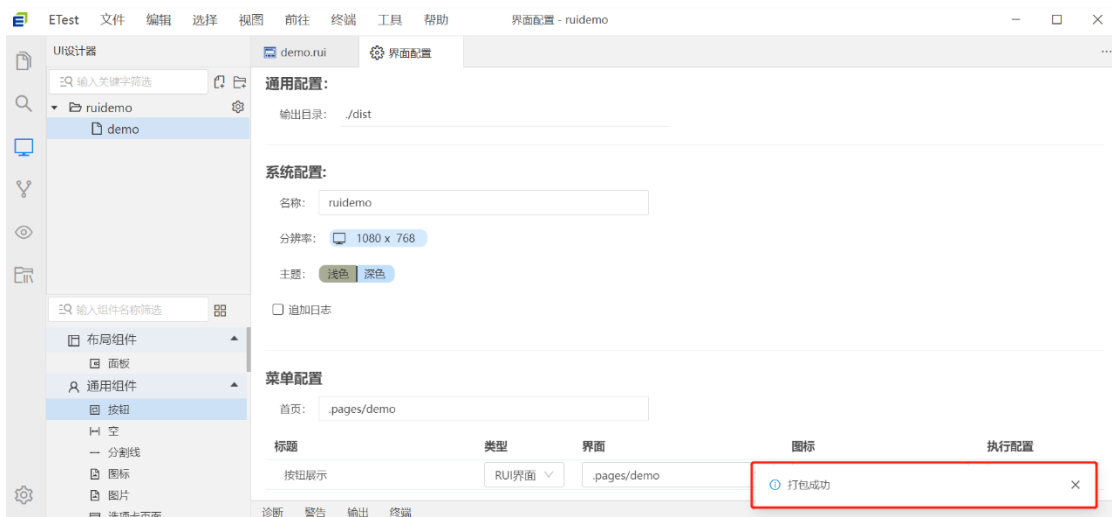 ETest 文件 编辑 选择 视图 前往 终端 工具 帮助 界面配置 - ruidemo
UI设计器
demo.rui 界面配置
输入关键字筛选
ruidemo
demo
通用配置：
输出目录： ./dist
系统配置:
名称： ruidemo
分辨率： 1080 x 768
主题： 浅色 深色
追加日志
输入组件名称筛选
布局组件
面板
通用组件
按钮
空
分割线
图标
图片
选项卡页面
菜单配置
首页： .pages/demo
标题 类型 界面 图标 执行配置
按钮展示 RUI界面 .pages/demo
打包成功
诊断 警告 输出 终端